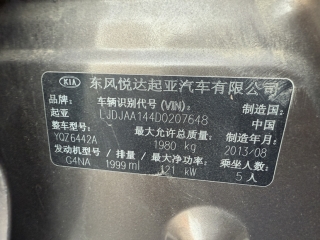 KIA 东风悦达起亚汽车有限公司
品牌: 车辆识别代号(VIN): 制造国:
起亚 LJDJAA144D0207648 中国
整车型号: 最大允许总质量: 制造年月:
YQZ6442A 1980 kg 2013/08
发动机型号 / 排量 / 最大净功率: 乘坐人数:
G4NA 1999 ml 121 kW 5 人